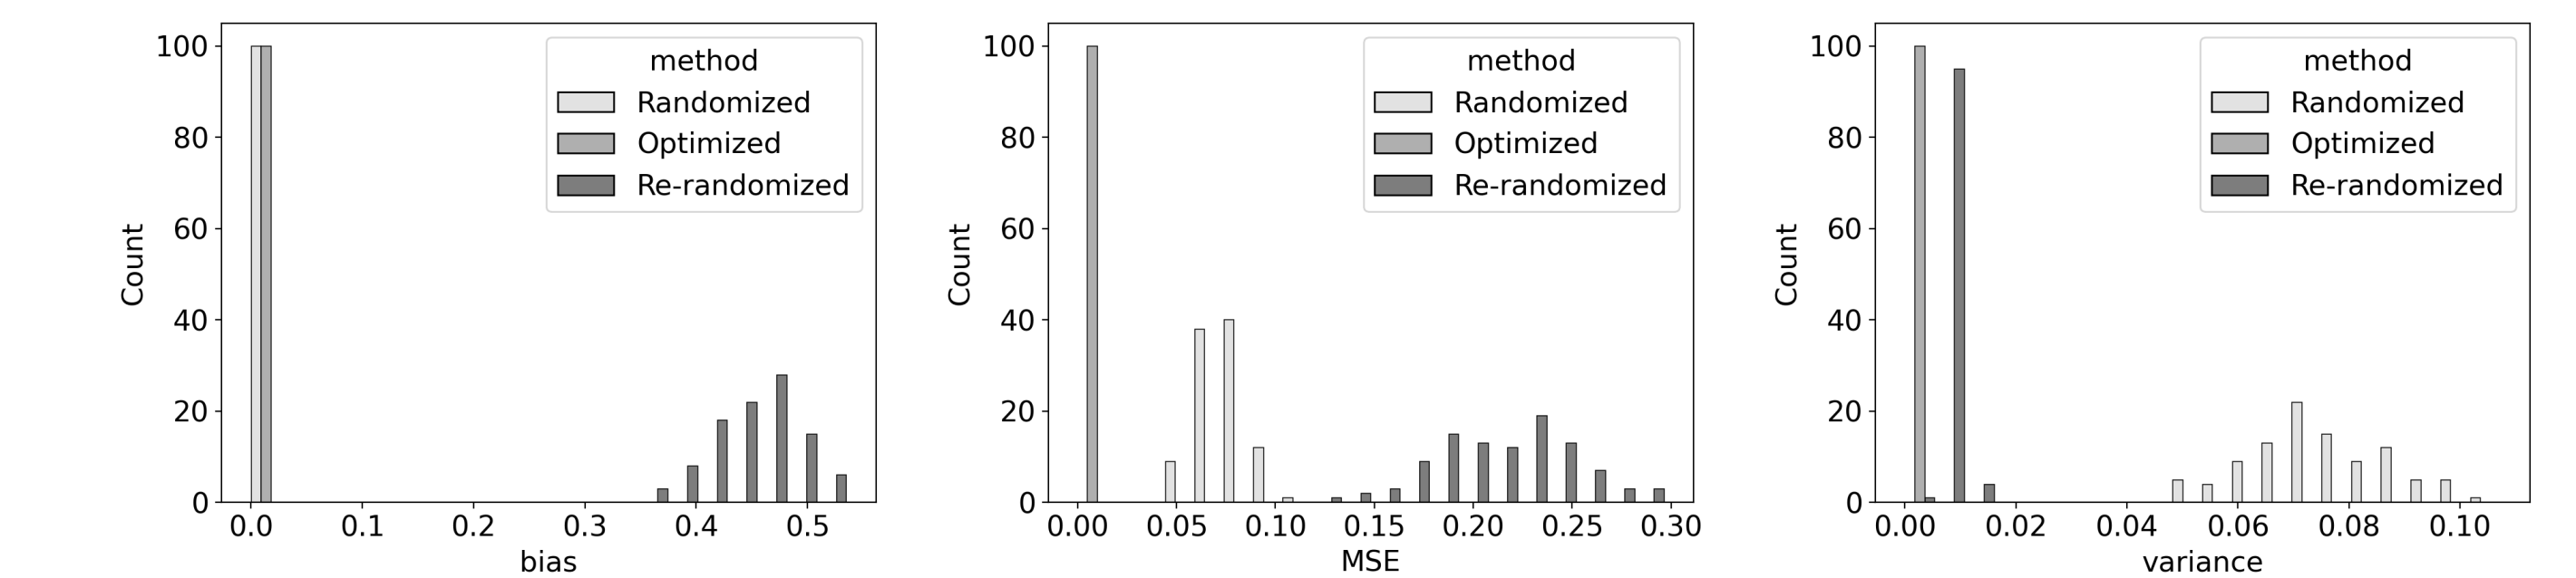 100
80
60
40
20
0
Count
method
Randomized
Optimized
Re-randomized
0.0 0.1 0.2 0.3 0.4 0.5
bias
100
80
60
40
20
0
Count
method
Randomized
Optimized
Re-randomized
0.00 0.05 0.10 0.15 0.20 0.25 0.30
MSE
100
80
60
40
20
0
Count
method
Randomized
Optimized
Re-randomized
0.00 0.02 0.04 0.06 0.08 0.10
variance